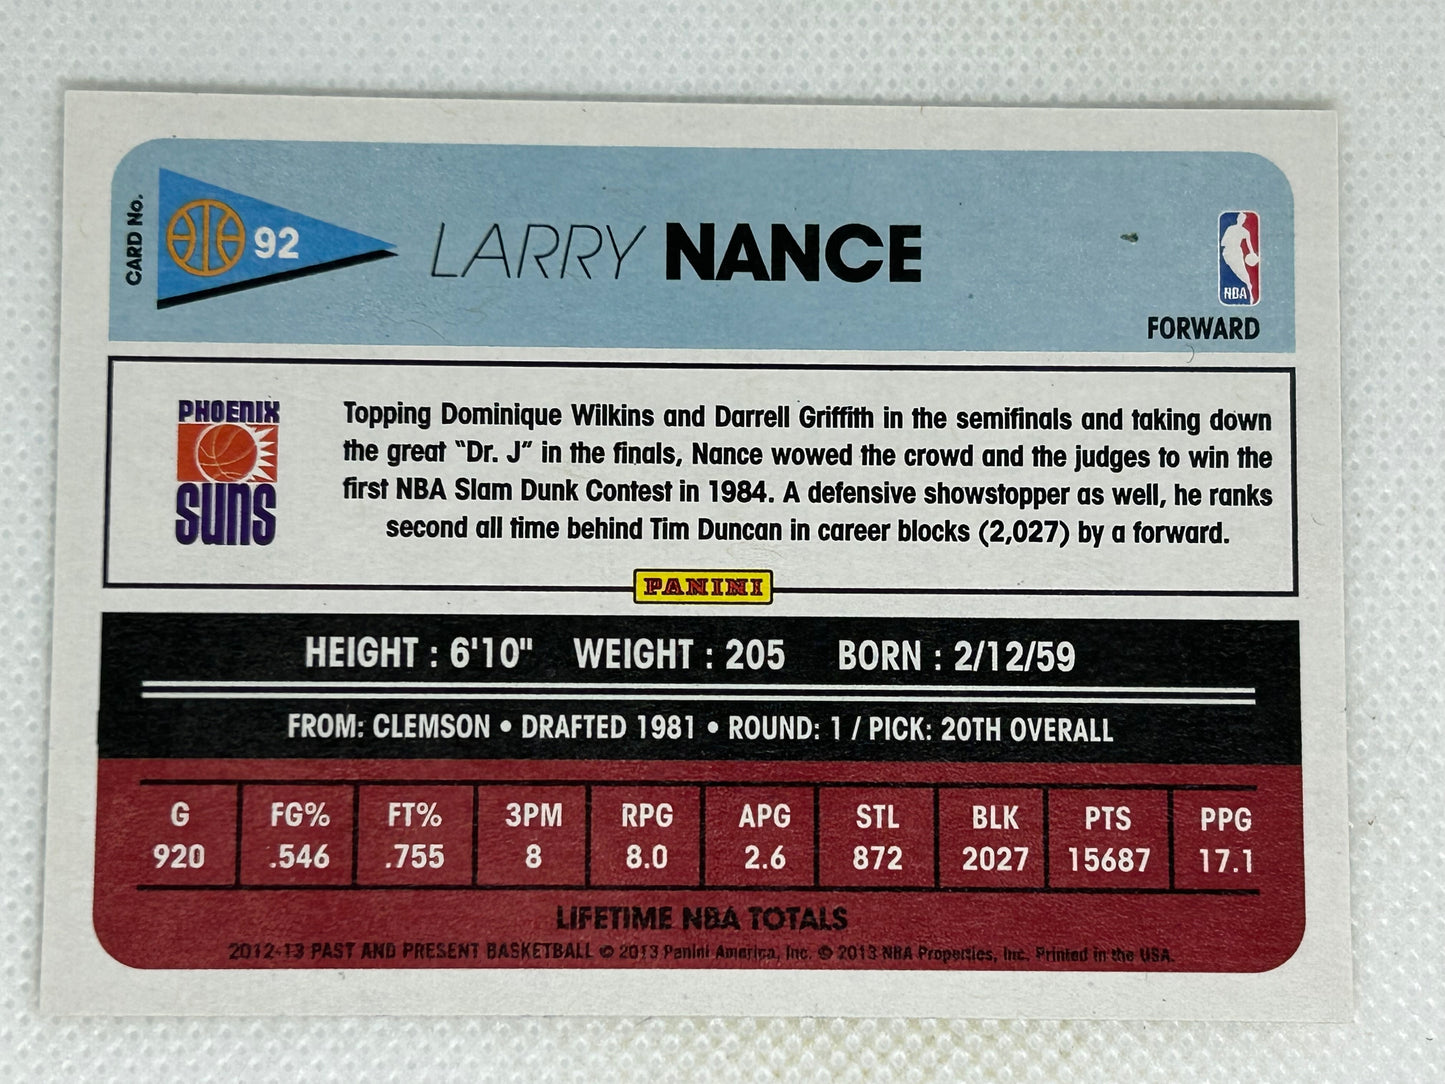 CARD No.
92
LARRY NANCE
NBA
FORWARD
PHOENIX
SUNS
Topping Dominique Wilkins and Darrell Griffith in the semifinals and taking down
the great "Dr. J" in the finals, Nance wowed the crowd and the judges to win the
first NBA Slam Dunk Contest in 1984. A defensive showstopper as well, he ranks
second all time behind Tim Duncan in career blocks (2,027) by a forward.
PANINI
HEIGHT : 6'10" WEIGHT : 205 BORN : 2/12/59
FROM: CLEMSON • DRAFTED 1981 • ROUND: 1 / PICK: 20TH OVERALL
G FG% FT% 3PM RPG APG STL BLK PTS PPG
920 .546 .755 8 8.0 2.6 872 2027 15687 17.1
LIFETIME NBA TOTALS
2012-13 PAST AND PRESENT BASKETBALL © 2013 Panini America, Inc. © 2013 NBA Properties, Inc. Printed in the USA.